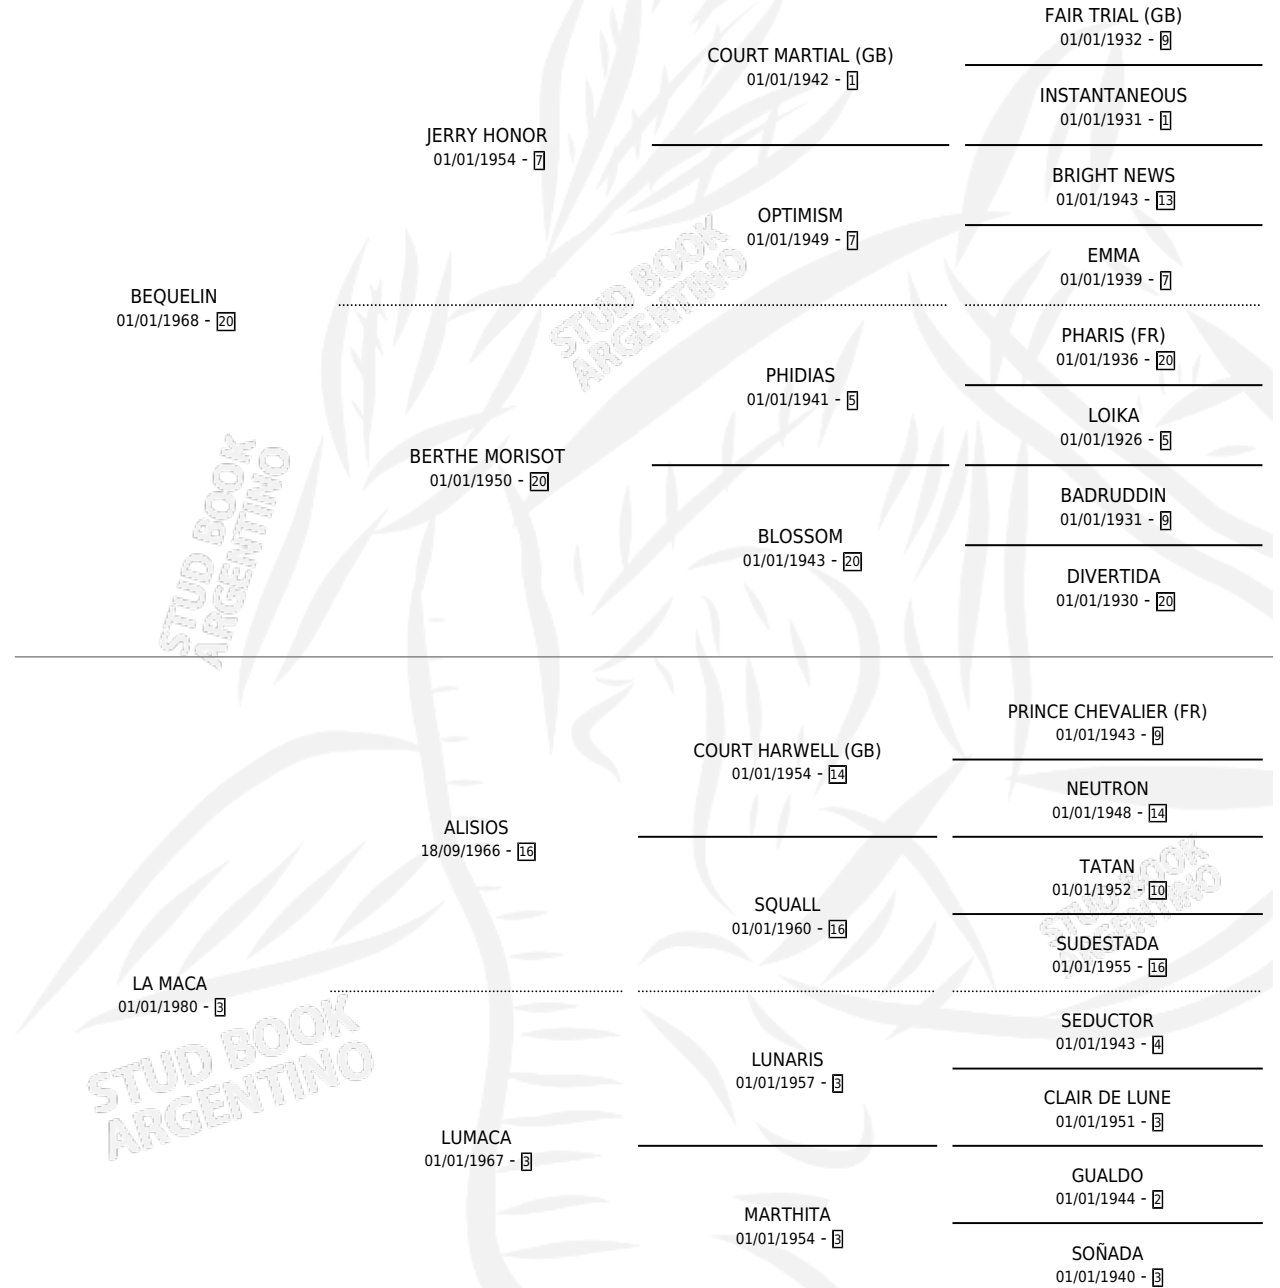 FAIR TRIAL (GB)
01/01/1932 - 9
COURT MARTIAL (GB)
01/01/1942 - 1
INSTANTANEOUS
01/01/1931 - 1
JERRY HONOR
01/01/1954 - 7
BRIGHT NEWS
01/01/1943 - 13
OPTIMISM
01/01/1949 - 7
EMMA
01/01/1939 - 7
BEQUELIN
01/01/1968 - 20
STUD BOOK
ARGENTINO
PHARIS (FR)
01/01/1936 - 20
PHIDIAS
01/01/1941 - 5
LOIKA
01/01/1926 - 5
BERTHE MORISOT
01/01/1950 - 20
BADRUDDIN
01/01/1931 - 9
BLOSSOM
01/01/1943 - 20
DIVERTIDA
01/01/1930 - 20
STUD BOOK
ARGENTINO
PRINCE CHEVALIER (FR)
01/01/1943 - 9
COURT HARWELL (GB)
01/01/1954 - 14
NEUTRON
01/01/1948 - 14
ALISIOS
18/09/1966 - 16
TATAN
01/01/1952 - 10
SQUALL
01/01/1960 - 16
STUD BOOK
ARGENTINO
SUDESTADA
01/01/1955 - 16
LA MACA
01/01/1980 - 3
SEDUCTOR
01/01/1943 - 4
LUNARIS
01/01/1957 - 3
CLAIR DE LUNE
01/01/1951 - 3
STUD BOOK
ARGENTINO
LUMACA
01/01/1967 - 3
GUALDO
01/01/1944 - 2
MARTHITA
01/01/1954 - 3
SOÑADA
01/01/1940 - 3